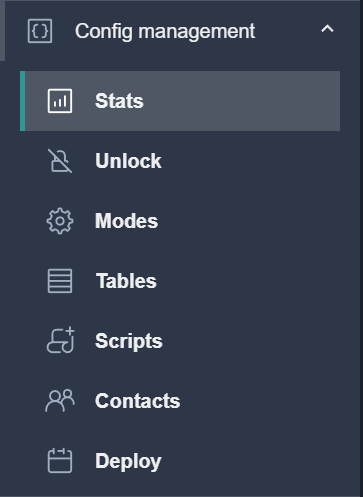 Config management
Stats
Unlock
Modes
Tables
Scripts
Contacts
Deploy